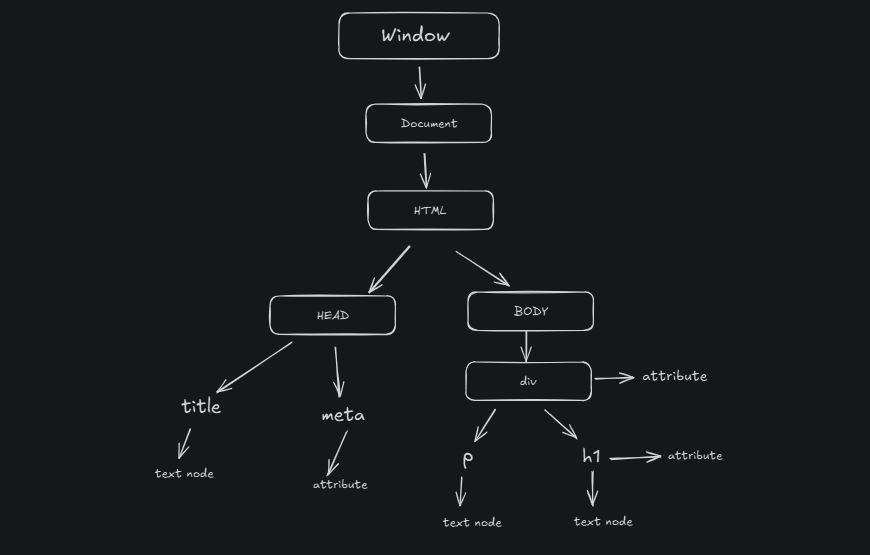 Window
Document
HTML
HEAD
BODY
div
attribute
title
meta
p
h1
attribute
text node
attribute
text node
text node